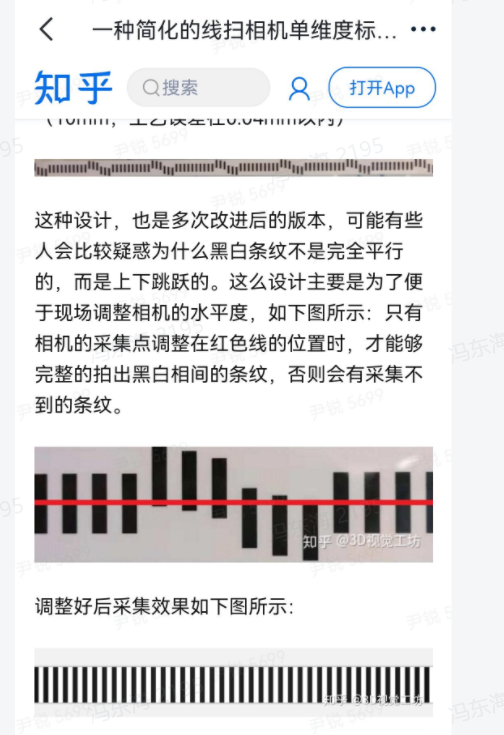 一种简化的线扫相机单维度标...
知乎
搜索
打开App
（10mm，工艺误差在0.04mm以内）
这种设计，也是多次改进后的版本，可能有些
人会比较疑惑为什么黑白条纹不是完全平行
的，而是上下跳跃的。这么设计主要是为了便
于现场调整相机的水平度，如下图所示：只有
相机的采集点调整在红色线的位置时，才能够
完整的拍出黑白相间的条纹，否则会有采集不
到的条纹。
知乎 @3D视觉工坊
调整好后采集效果如下图所示：
知乎 @3D视觉工坊
尹锐 5699
冯东海 2195